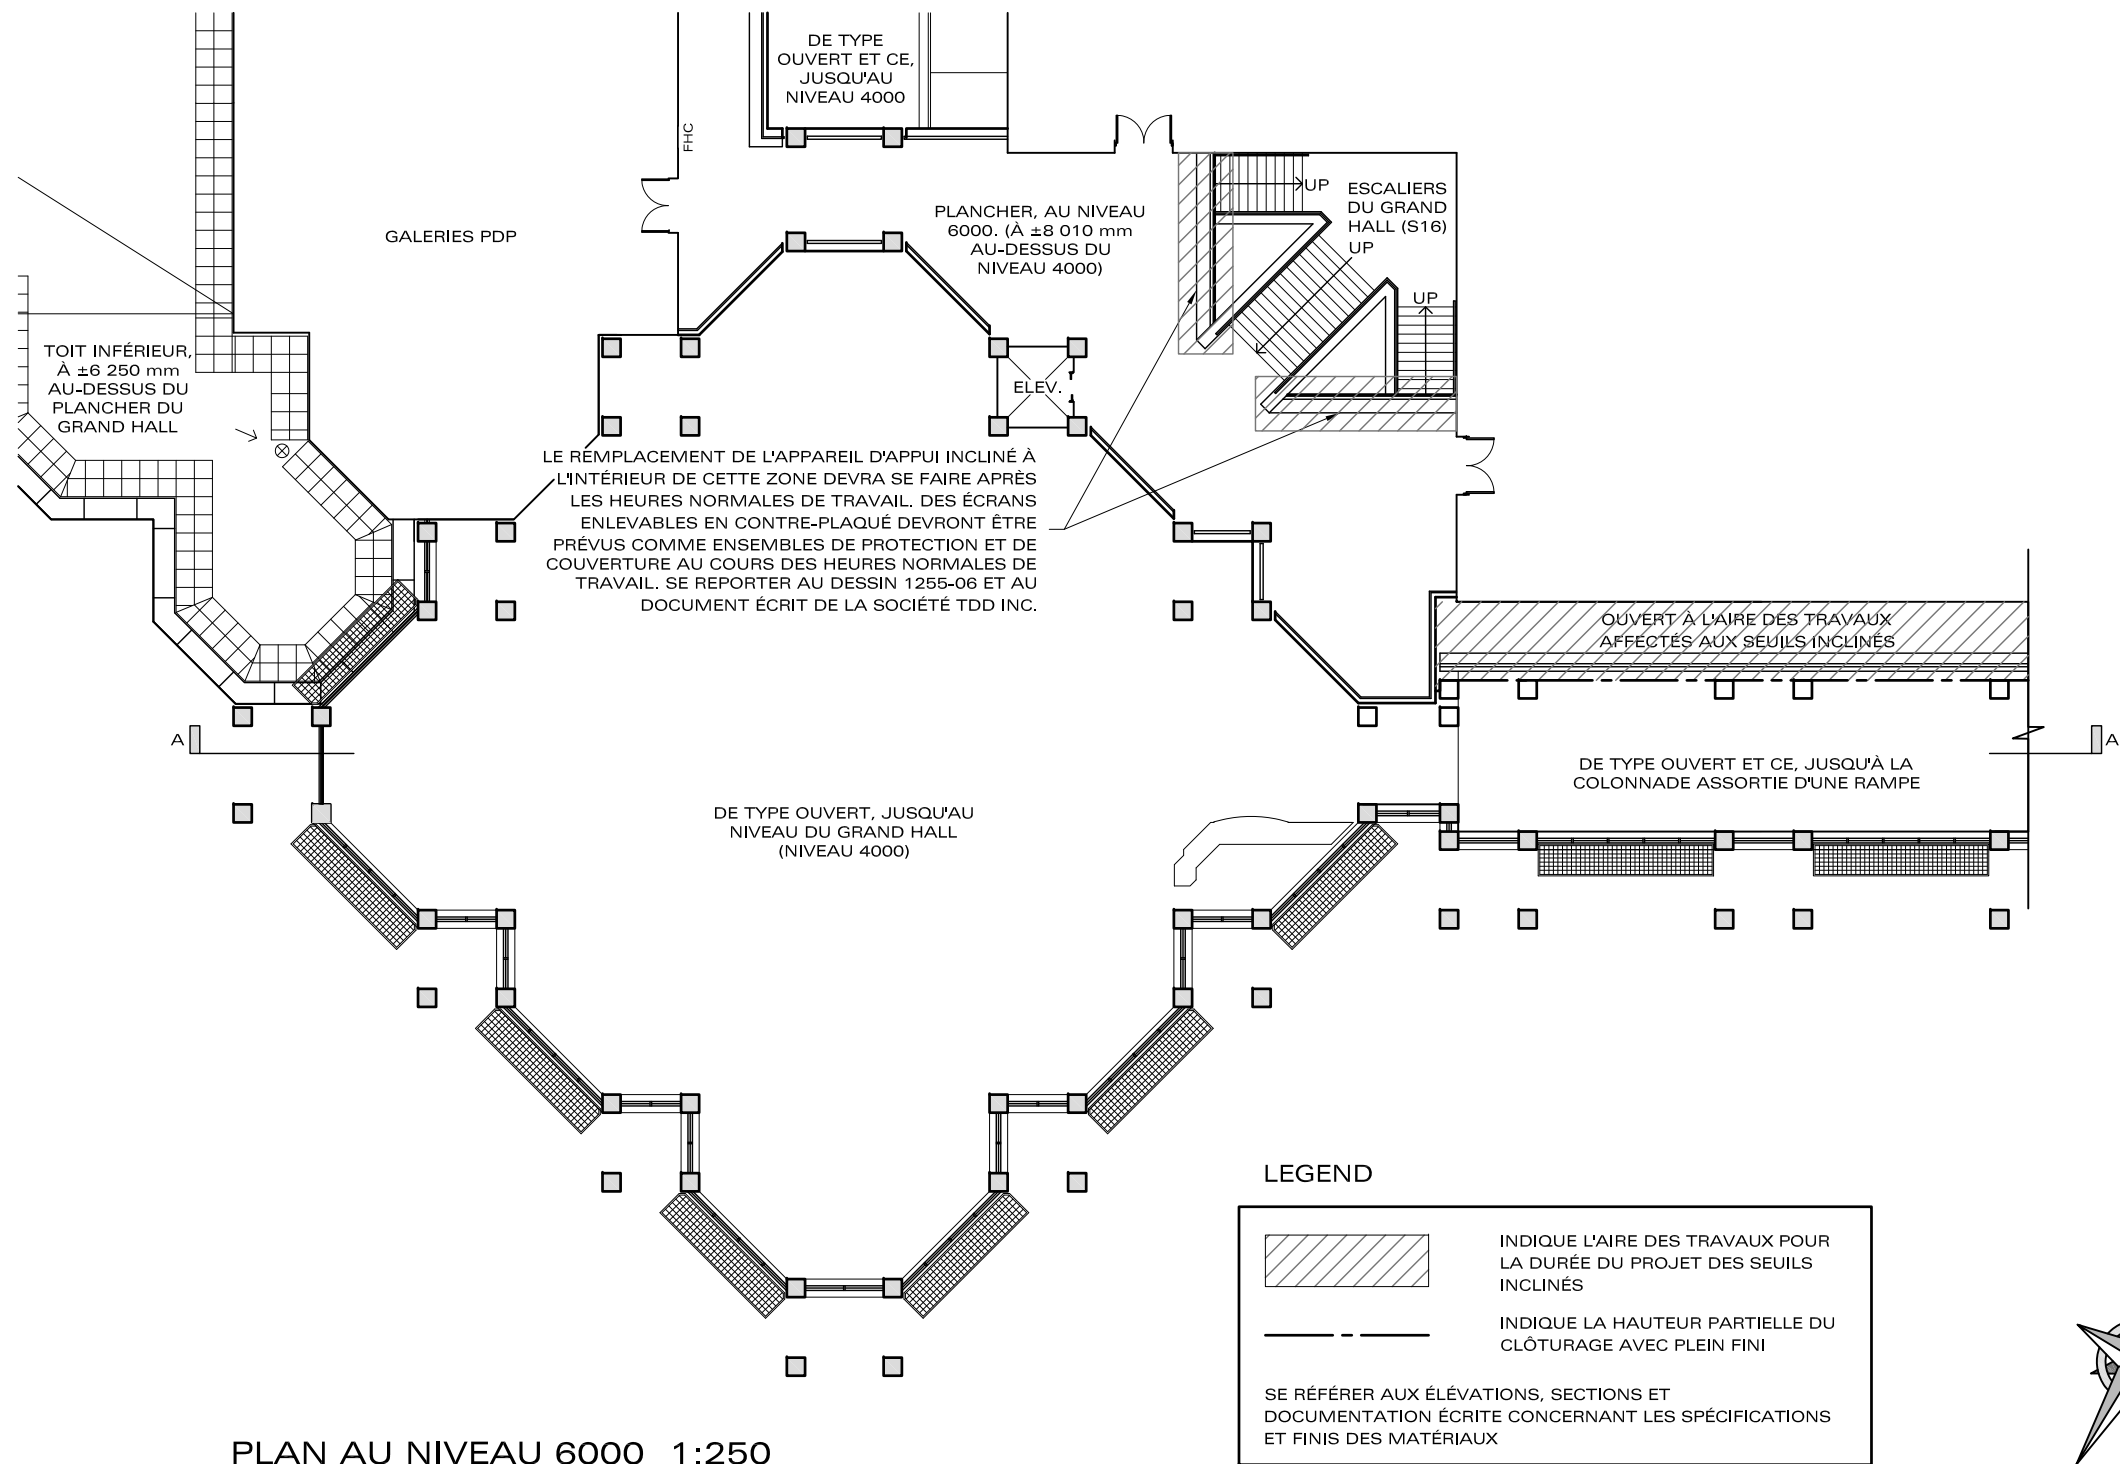 DE TYPE
OUVERT ET CE,
JUSQU'AU
NIVEAU 4000
FHC
GALERIES PDP
PLANCHER, AU NIVEAU
6000. (À ±8 010 mm
AU-DESSUS DU
NIVEAU 4000)
UP
ESCALIERS
DU GRAND
HALL (S16)
UP
UP
TOIT INFÉRIEUR,
À ±6 250 mm
AU-DESSUS DU
PLANCHER DU
GRAND HALL
ELEV.
LE REMPLACEMENT DE L'APPAREIL D'APPUI INCLINÉ À
L'INTÉRIEUR DE CETTE ZONE DEVRA SE FAIRE APRÈS
LES HEURES NORMALES DE TRAVAIL. DES ÉCRANS
ENLEVABLES EN CONTRE-PLAQUÉ DEVRONT ÊTRE
PRÉVUS COMME ENSEMBLES DE PROTECTION ET DE
COUVERTURE AU COURS DES HEURES NORMALES DE
TRAVAIL. SE REPORTER AU DESSIN 1255-06 ET AU
DOCUMENT ÉCRIT DE LA SOCIÉTÉ TDD INC.
OUVERT À L'AIRE DES TRAVAUX
AFFECTÉS AUX SEUILS INCLINÉS
A
A
DE TYPE OUVERT ET CE, JUSQU'À LA
COLONNADE ASSORTIE D'UNE RAMPE
DE TYPE OUVERT, JUSQU'AU
NIVEAU DU GRAND HALL
(NIVEAU 4000)
LEGEND
INDIQUE L'AIRE DES TRAVAUX POUR
LA DURÉE DU PROJET DES SEUILS
INCLINÉS
INDIQUE LA HAUTEUR PARTIELLE DU
CLÔTURAGE AVEC PLEIN FINI
SE RÉFÉRER AUX ÉLÉVATIONS, SECTIONS ET
DOCUMENTATION ÉCRITE CONCERNANT LES SPÉCIFICATIONS
ET FINIS DES MATÉRIAUX
PLAN AU NIVEAU 6000 1:250